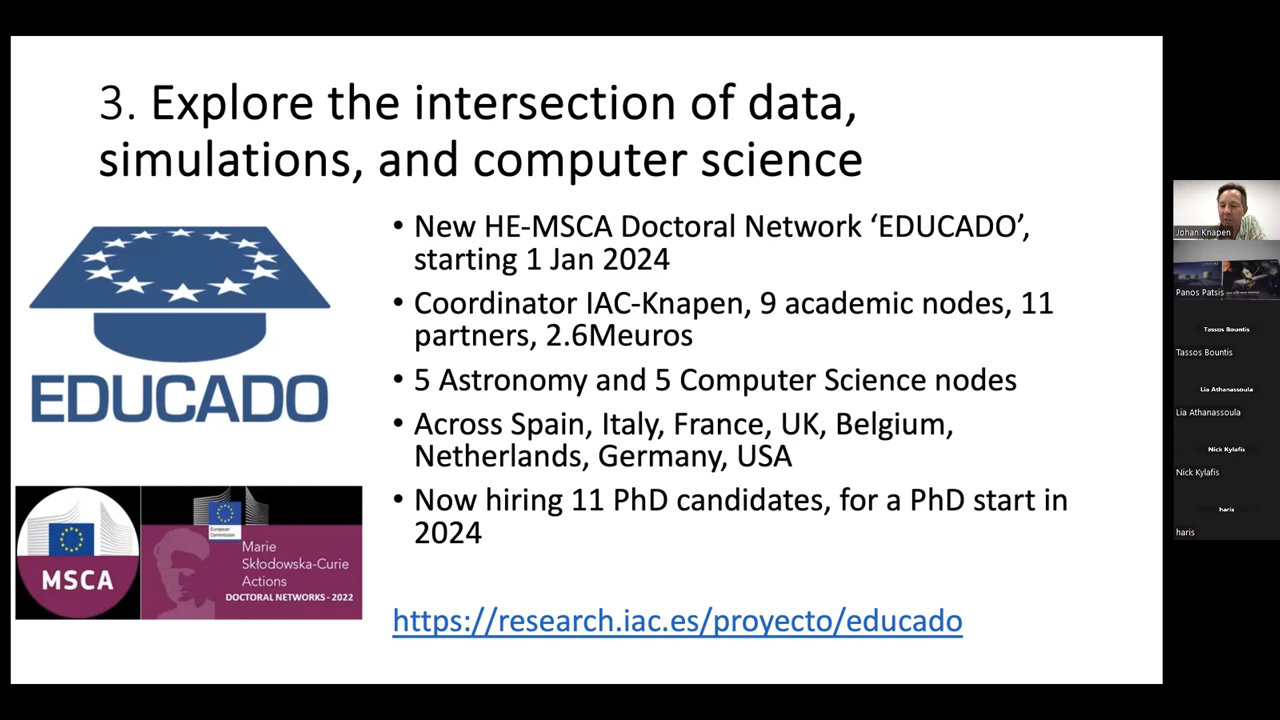 3. Explore the intersection of data,
simulations, and computer science
EDUCADO
• New HE-MSCA Doctoral Network ‘EDUCADO’,
starting 1 Jan 2024
• Coordinator IAC-Knapen, 9 academic nodes, 11
partners, 2.6Meuros
• 5 Astronomy and 5 Computer Science nodes
• Across Spain, Italy, France, UK, Belgium,
Netherlands, Germany, USA
• Now hiring 11 PhD candidates, for a PhD start in
2024
MSCA
European
Commission
Marie
Skłodowska-Curie
Actions
DOCTORAL NETWORKS - 2022
https://research.iac.es/proyecto/educado
Johan Knapen
Panos Patsis
Tassos Bountis
Tassos Bountis
Lia Athanassoula
Lia Athanassoula
Nick Kylafis
Nick Kylafis
haris
haris